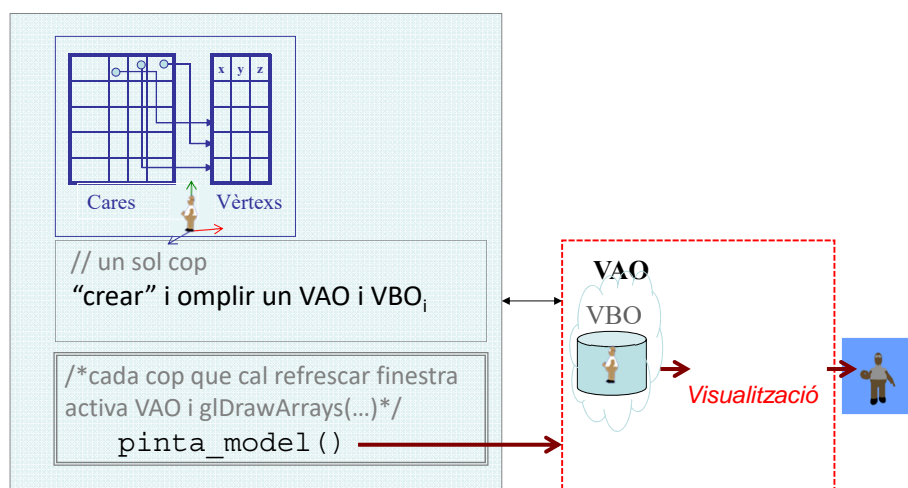 x y z
Cares
Vèrtexs
// un sol cop
“crear” i omplir un VAO i VBOi
/*cada cop que cal refrescar finestra
activa VAO i glDrawArrays(…)*/
pinta_model()
VAO
VBO
Visualització